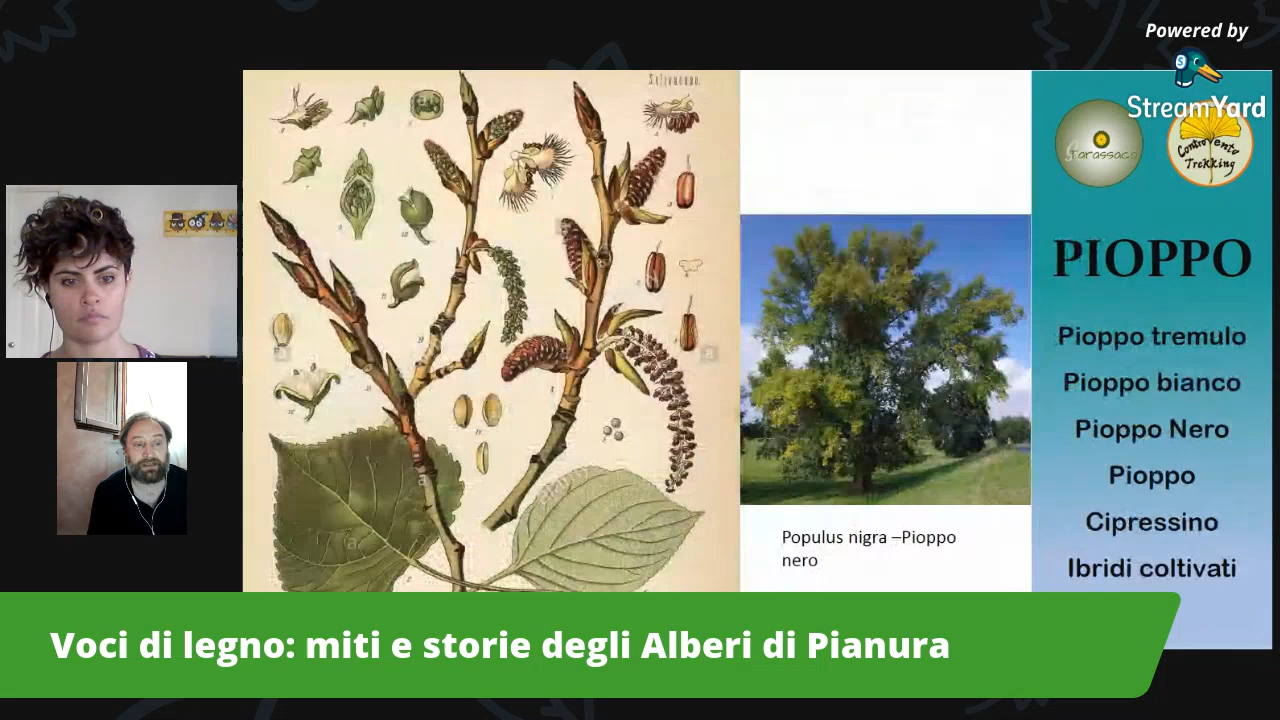 Powered by
StreamYard
Tarassaco
Controvento
Trekking
PIOPPO
Pioppo tremulo
Pioppo bianco
Pioppo Nero
Pioppo
Cipressino
Ibridi coltivati
Populus nigra –Pioppo
nero
Voci di legno: miti e storie degli Alberi di Pianura